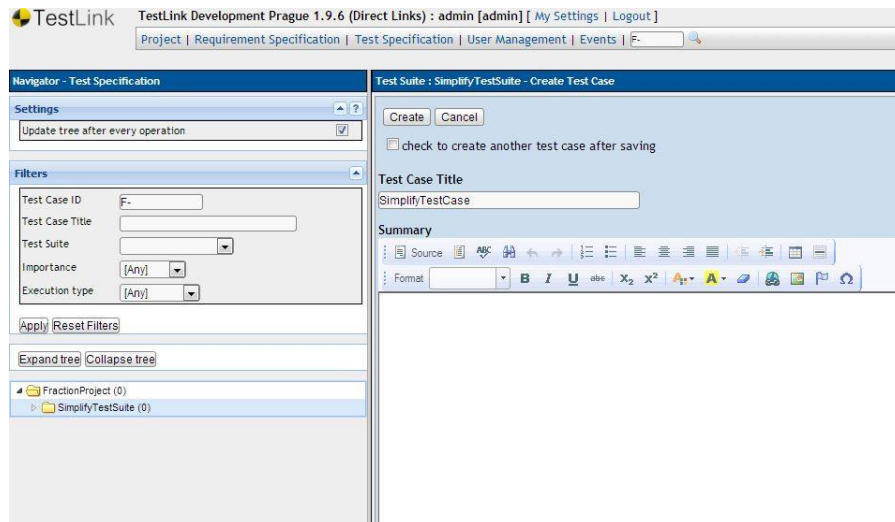 TestLink
TestLink Development Prague 1.9.6 (Direct Links) : admin [admin] [ My Settings | Logout ]
Project | Requirement Specification | Test Specification | User Management | Events | F-
Navigator - Test Specification
Settings ?
Update tree after every operation
Filters
Test Case ID F-
Test Case Title
Test Suite
Importance [Any]
Execution type [Any]
Apply Reset Filters
Expand tree Collapse tree
FractionProject (0)
SimplifyTestSuite (0)
Test Suite : SimplifyTestSuite - Create Test Case
Create Cancel
check to create another test case after saving
Test Case Title
SimplifyTestCase
Summary
Source ABC
Format B I U abc X₂ X² A A Ω